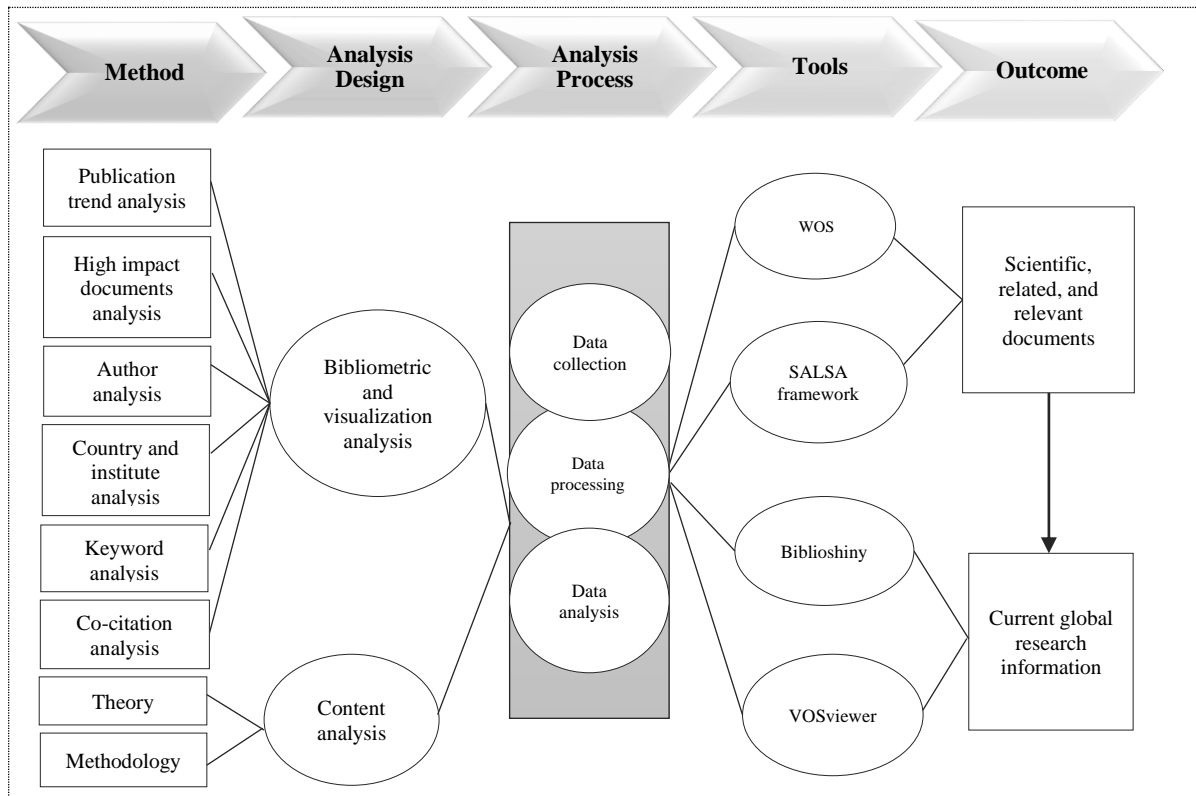 Method
Analysis
Design
Analysis
Process
Tools
Outcome
Publication
trend analysis
High impact
documents
analysis
Author
analysis
Country and
institute
analysis
Keyword
analysis
Co-citation
analysis
Theory
Methodology
Bibliometric
and
visualization
analysis
Content
analysis
Data
collection
Data
processing
Data
analysis
WOS
SALSA
framework
Biblioshiny
VOSviewer
Scientific,
related, and
relevant
documents
Current global
research
information